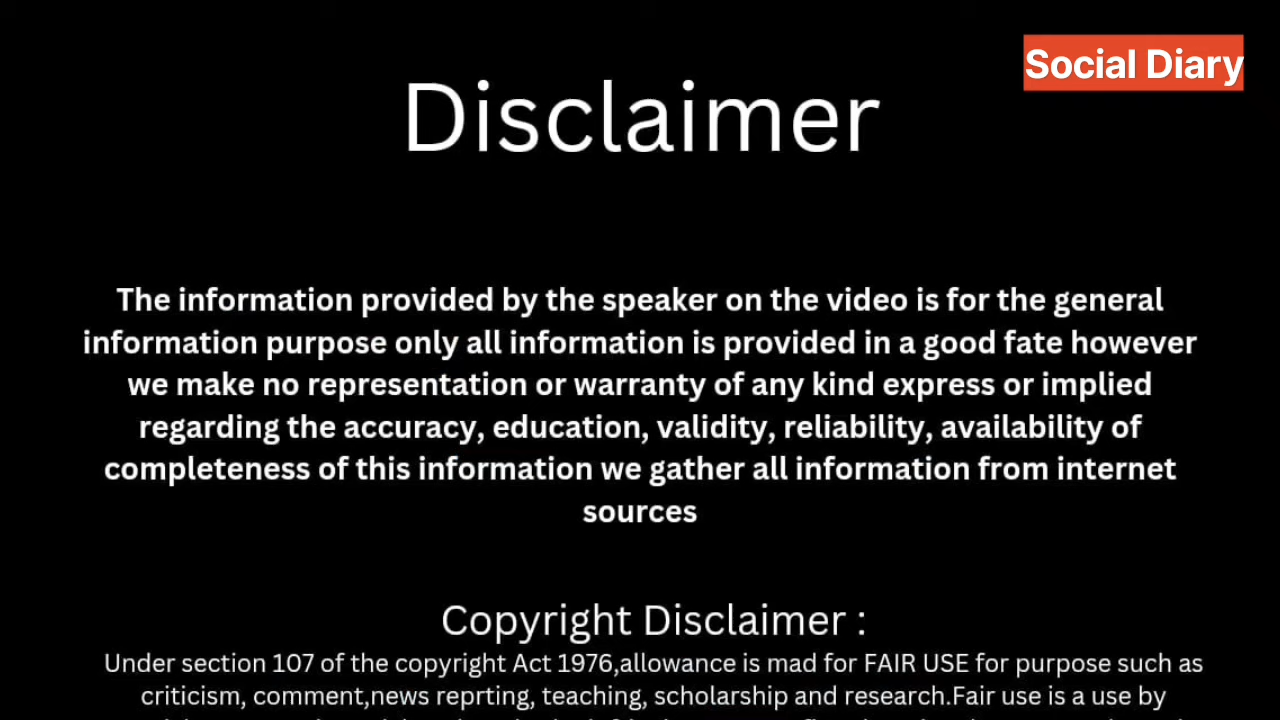 Social Diary
Disclaimer
The information provided by the speaker on the video is for the general
information purpose only all information is provided in a good fate however
we make no representation or warranty of any kind express or implied
regarding the accuracy, education, validity, reliability, availability of
completeness of this information we gather all information from internet
sources
Copyright Disclaimer :
Under section 107 of the copyright Act 1976,allowance is mad for FAIR USE for purpose such as
criticism, comment,news reprting, teaching, scholarship and research.Fair use is a use by